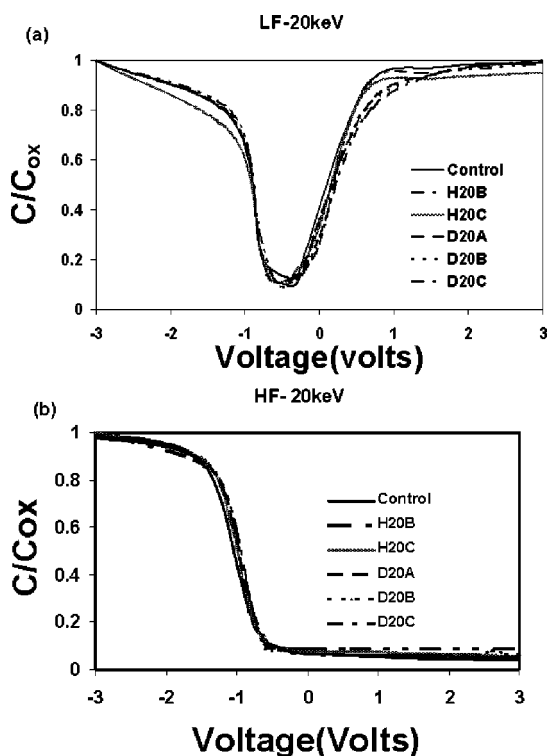 (a)
LF-20keV
C/Cox
1
0.8
0.6
0.4
0.2
0
Control
H20B
H20C
D20A
D20B
D20C
-3
-2
-1
0
1
2
3
Voltage(volts)
(b)
HF- 20keV
C/Cox
1
0.8
0.6
0.4
0.2
0
Control
H20B
H20C
D20A
D20B
D20C
-3
-2
-1
0
1
2
3
Voltage(Volts)